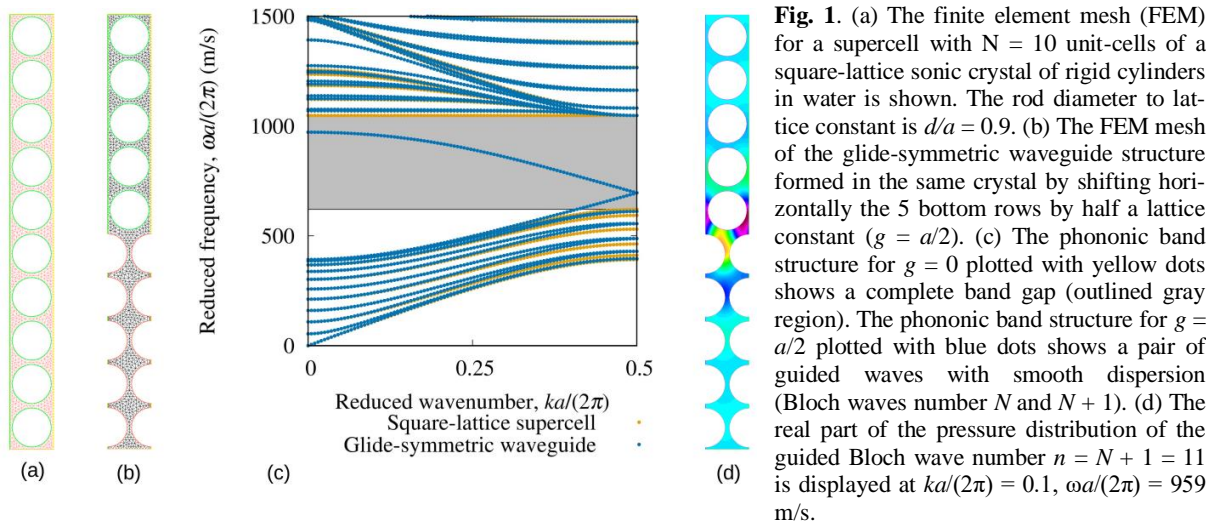 1500
1000
500
0
Reduced frequency, ωa/(2π) (m/s)
0
0.25
0.5
Reduced wavenumber, ka/(2π)
Square-lattice supercell
Glide-symmetric waveguide
(a)
(b)
(c)
(d)
Fig. 1. (a) The finite element mesh (FEM)
for a supercell with N = 10 unit-cells of a
square-lattice sonic crystal of rigid cylinders
in water is shown. The rod diameter to lat-
tice constant is d/a = 0.9. (b) The FEM mesh
of the glide-symmetric waveguide structure
formed in the same crystal by shifting hori-
zontally the 5 bottom rows by half a lattice
constant (g = a/2). (c) The phononic band
structure for g = 0 plotted with yellow dots
shows a complete band gap (outlined gray
region). The phononic band structure for g =
a/2 plotted with blue dots shows a pair of
guided waves with smooth dispersion
(Bloch waves number N and N + 1). (d) The
real part of the pressure distribution of the
guided Bloch wave number n = N + 1 = 11
is displayed at ka/(2π) = 0.1, ωa/(2π) = 959
m/s.